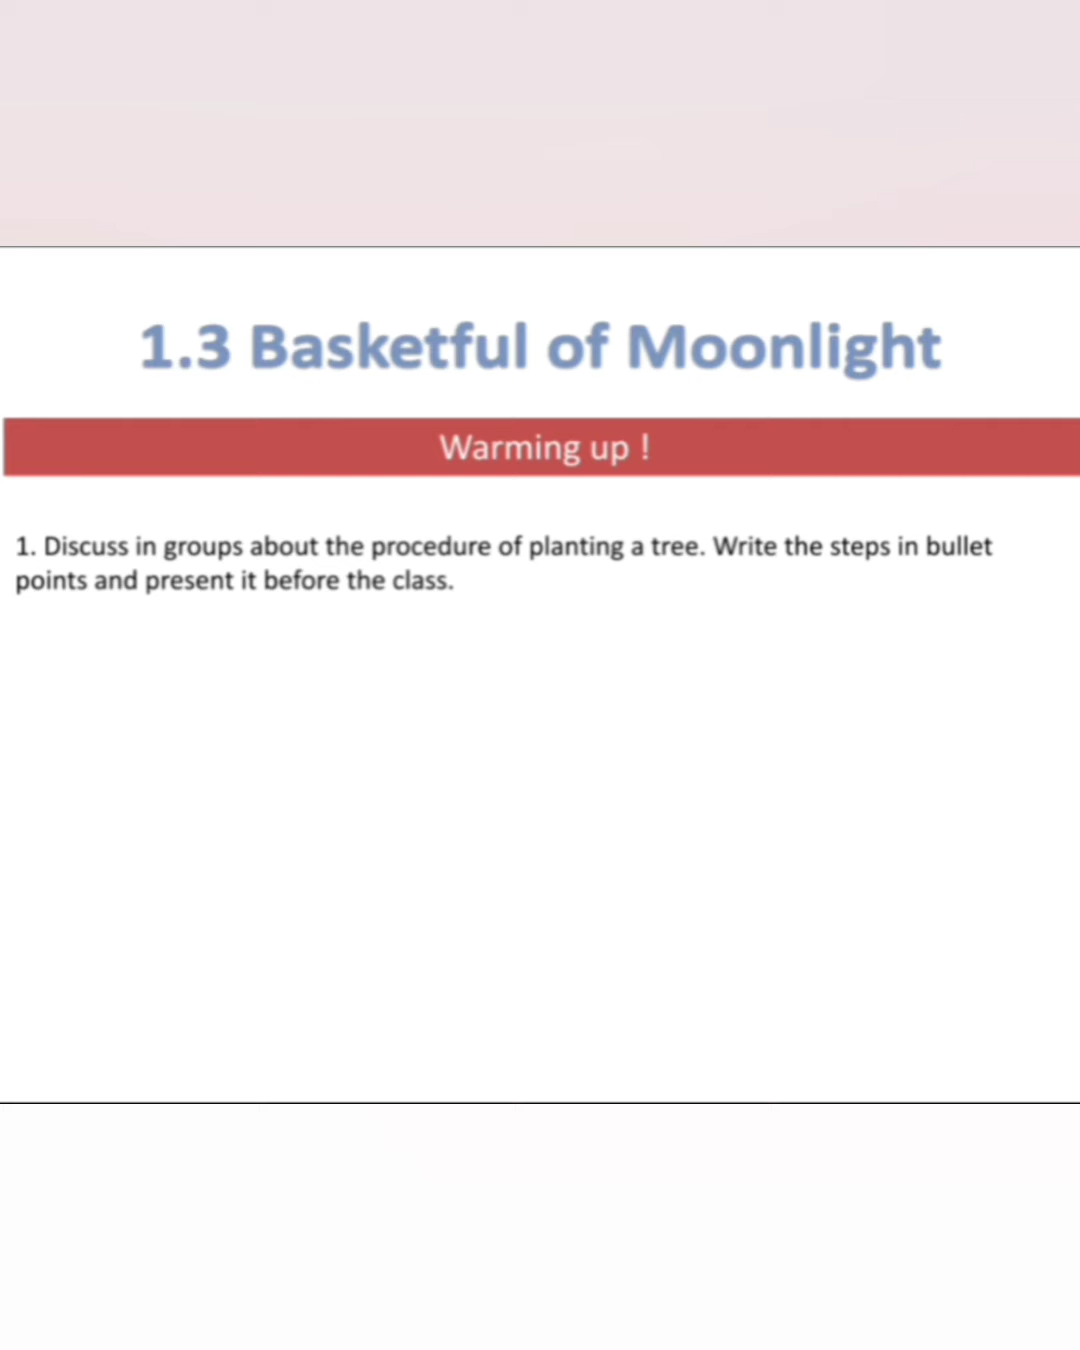 1.3 Basketful of Moonlight
Warming up !
1. Discuss in groups about the procedure of planting a tree. Write the steps in bullet
points and present it before the class.